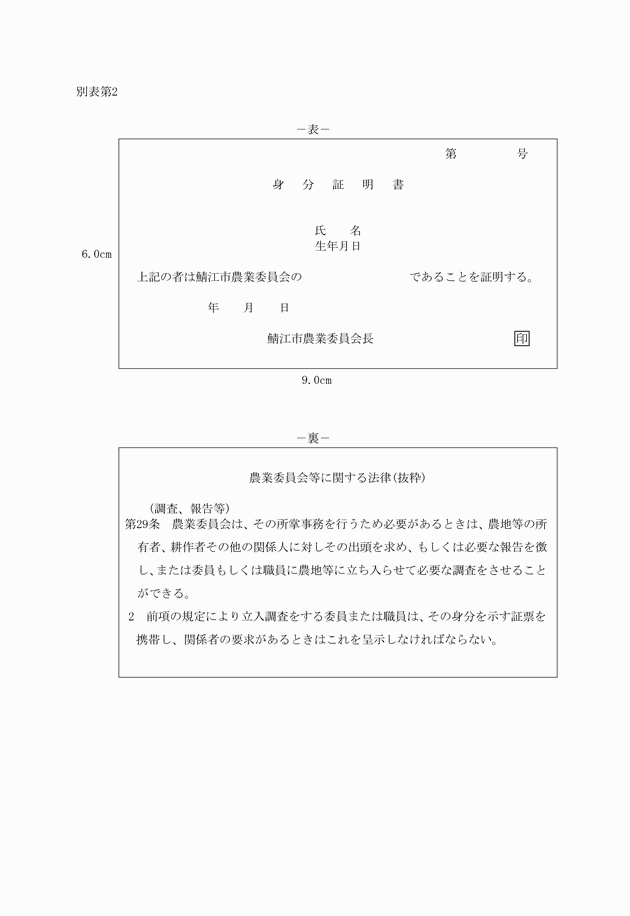 別表第2
－表－
第　　　　　号
身　分　証　明　書
氏　　名
生年月日
6.0cm
上記の者は鯖江市農業委員会の　　　　　　　　　であることを証明する。
年　　月　　日
鯖江市農業委員会長　　　　　　　　　　　　印
9.0cm
－裏－
農業委員会等に関する法律(抜粋)
(調査、報告等)
第29条　農業委員会は、その所掌事務を行うため必要があるときは、農地等の所
有者、耕作者その他の関係人に対しその出頭を求め、もしくは必要な報告を徴
し、または委員もしくは職員に農地等に立ち入らせて必要な調査をさせること
ができる。
2　前項の規定により立入調査をする委員または職員は、その身分を示す証票を
携帯し、関係者の要求があるときはこれを呈示しなければならない。